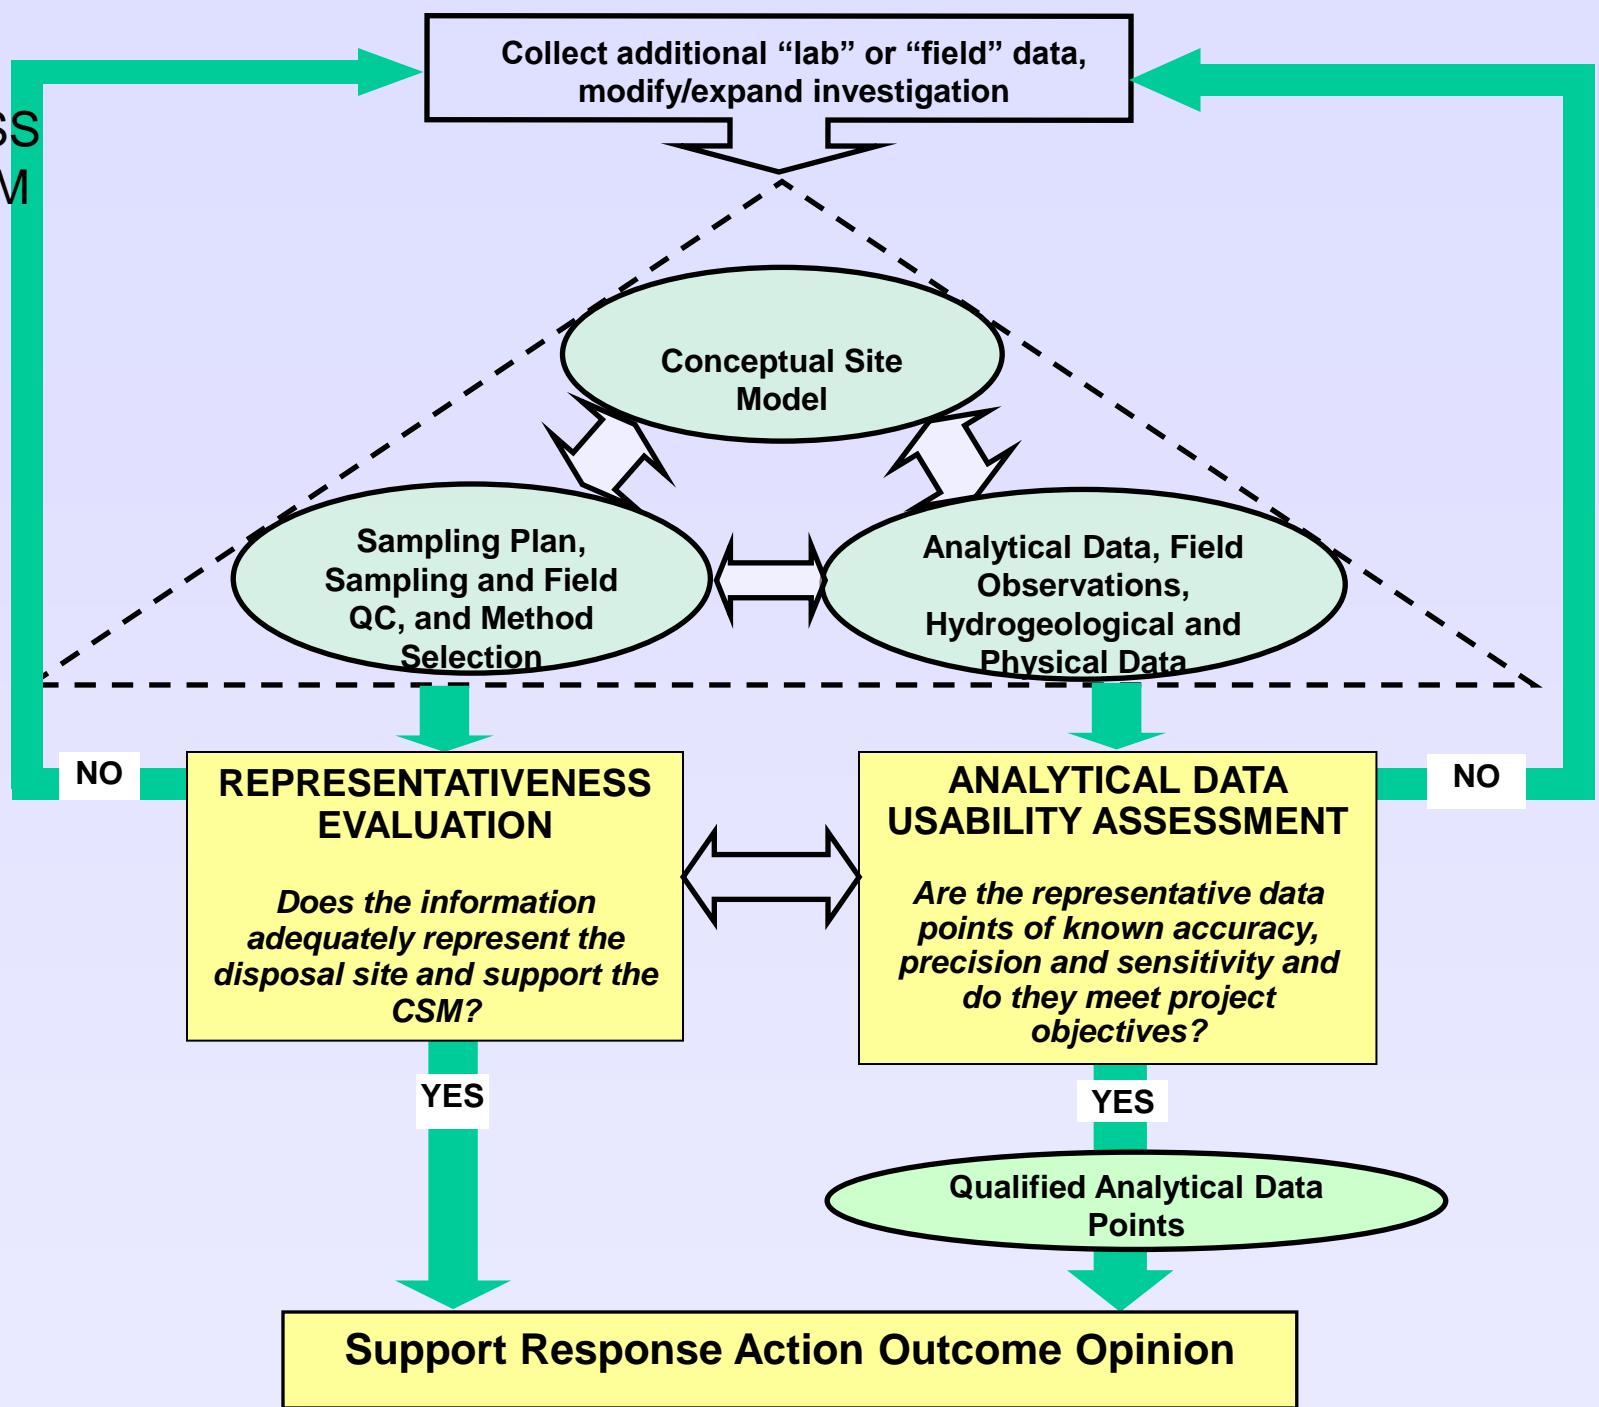 Collect additional “lab” or “field” data,
modify/expand investigation
SS
M
Conceptual Site
Model
Sampling Plan,
Sampling and Field
QC, and Method
Selection
Analytical Data, Field
Observations,
Hydrogeological and
Physical Data
NO
REPRESENTATIVENESS
EVALUATION
Does the information
adequately represent the
disposal site and support the
CSM?
ANALYTICAL DATA
USABILITY ASSESSMENT
Are the representative data
points of known accuracy,
precision and sensitivity and
do they meet project
objectives?
NO
YES
YES
Qualified Analytical Data
Points
Support Response Action Outcome Opinion